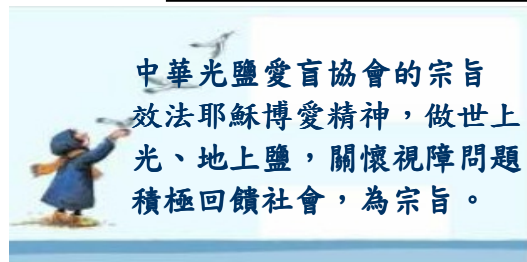 中華光鹽愛盲協會的宗旨
效法耶穌博愛精神，做世上
光、地上鹽，關懷視障問題
積極回饋社會，為宗旨。